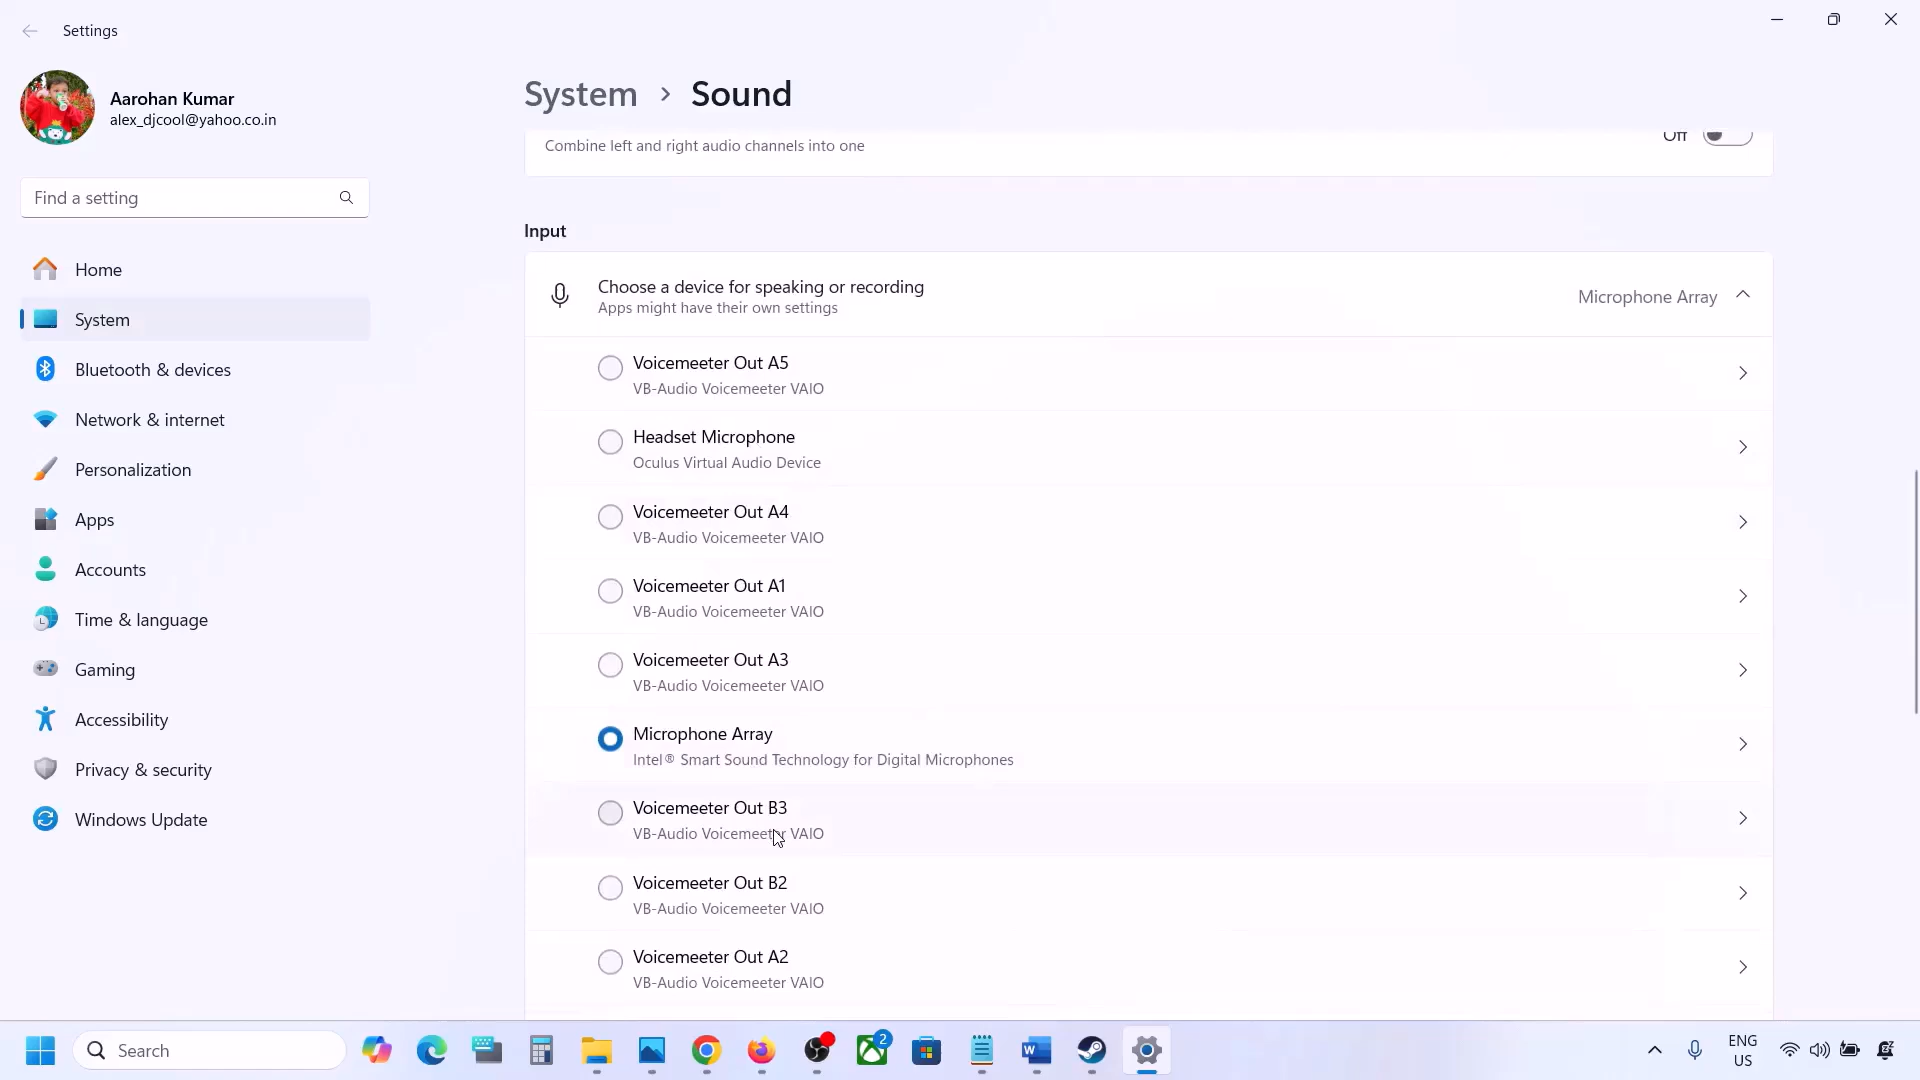 Settings
Aarohan Kumar
alex_djcool@yahoo.co.in
Find a setting
Home
System
Bluetooth & devices
Network & internet
Personalization
Apps
Accounts
Time & language
Gaming
Accessibility
Privacy & security
Windows Update
System > Sound
Combine left and right audio channels into one
Off
Input
Choose a device for speaking or recording
Apps might have their own settings
Microphone Array
Voicemeeter Out A5
VB-Audio Voicemeeter VAIO
Headset Microphone
Oculus Virtual Audio Device
Voicemeeter Out A4
VB-Audio Voicemeeter VAIO
Voicemeeter Out A1
VB-Audio Voicemeeter VAIO
Voicemeeter Out A3
VB-Audio Voicemeeter VAIO
Microphone Array
Intel® Smart Sound Technology for Digital Microphones
Voicemeeter Out B3
VB-Audio Voicemeeter VAIO
Voicemeeter Out B2
VB-Audio Voicemeeter VAIO
Voicemeeter Out A2
VB-Audio Voicemeeter VAIO
Search
2
ENG
US